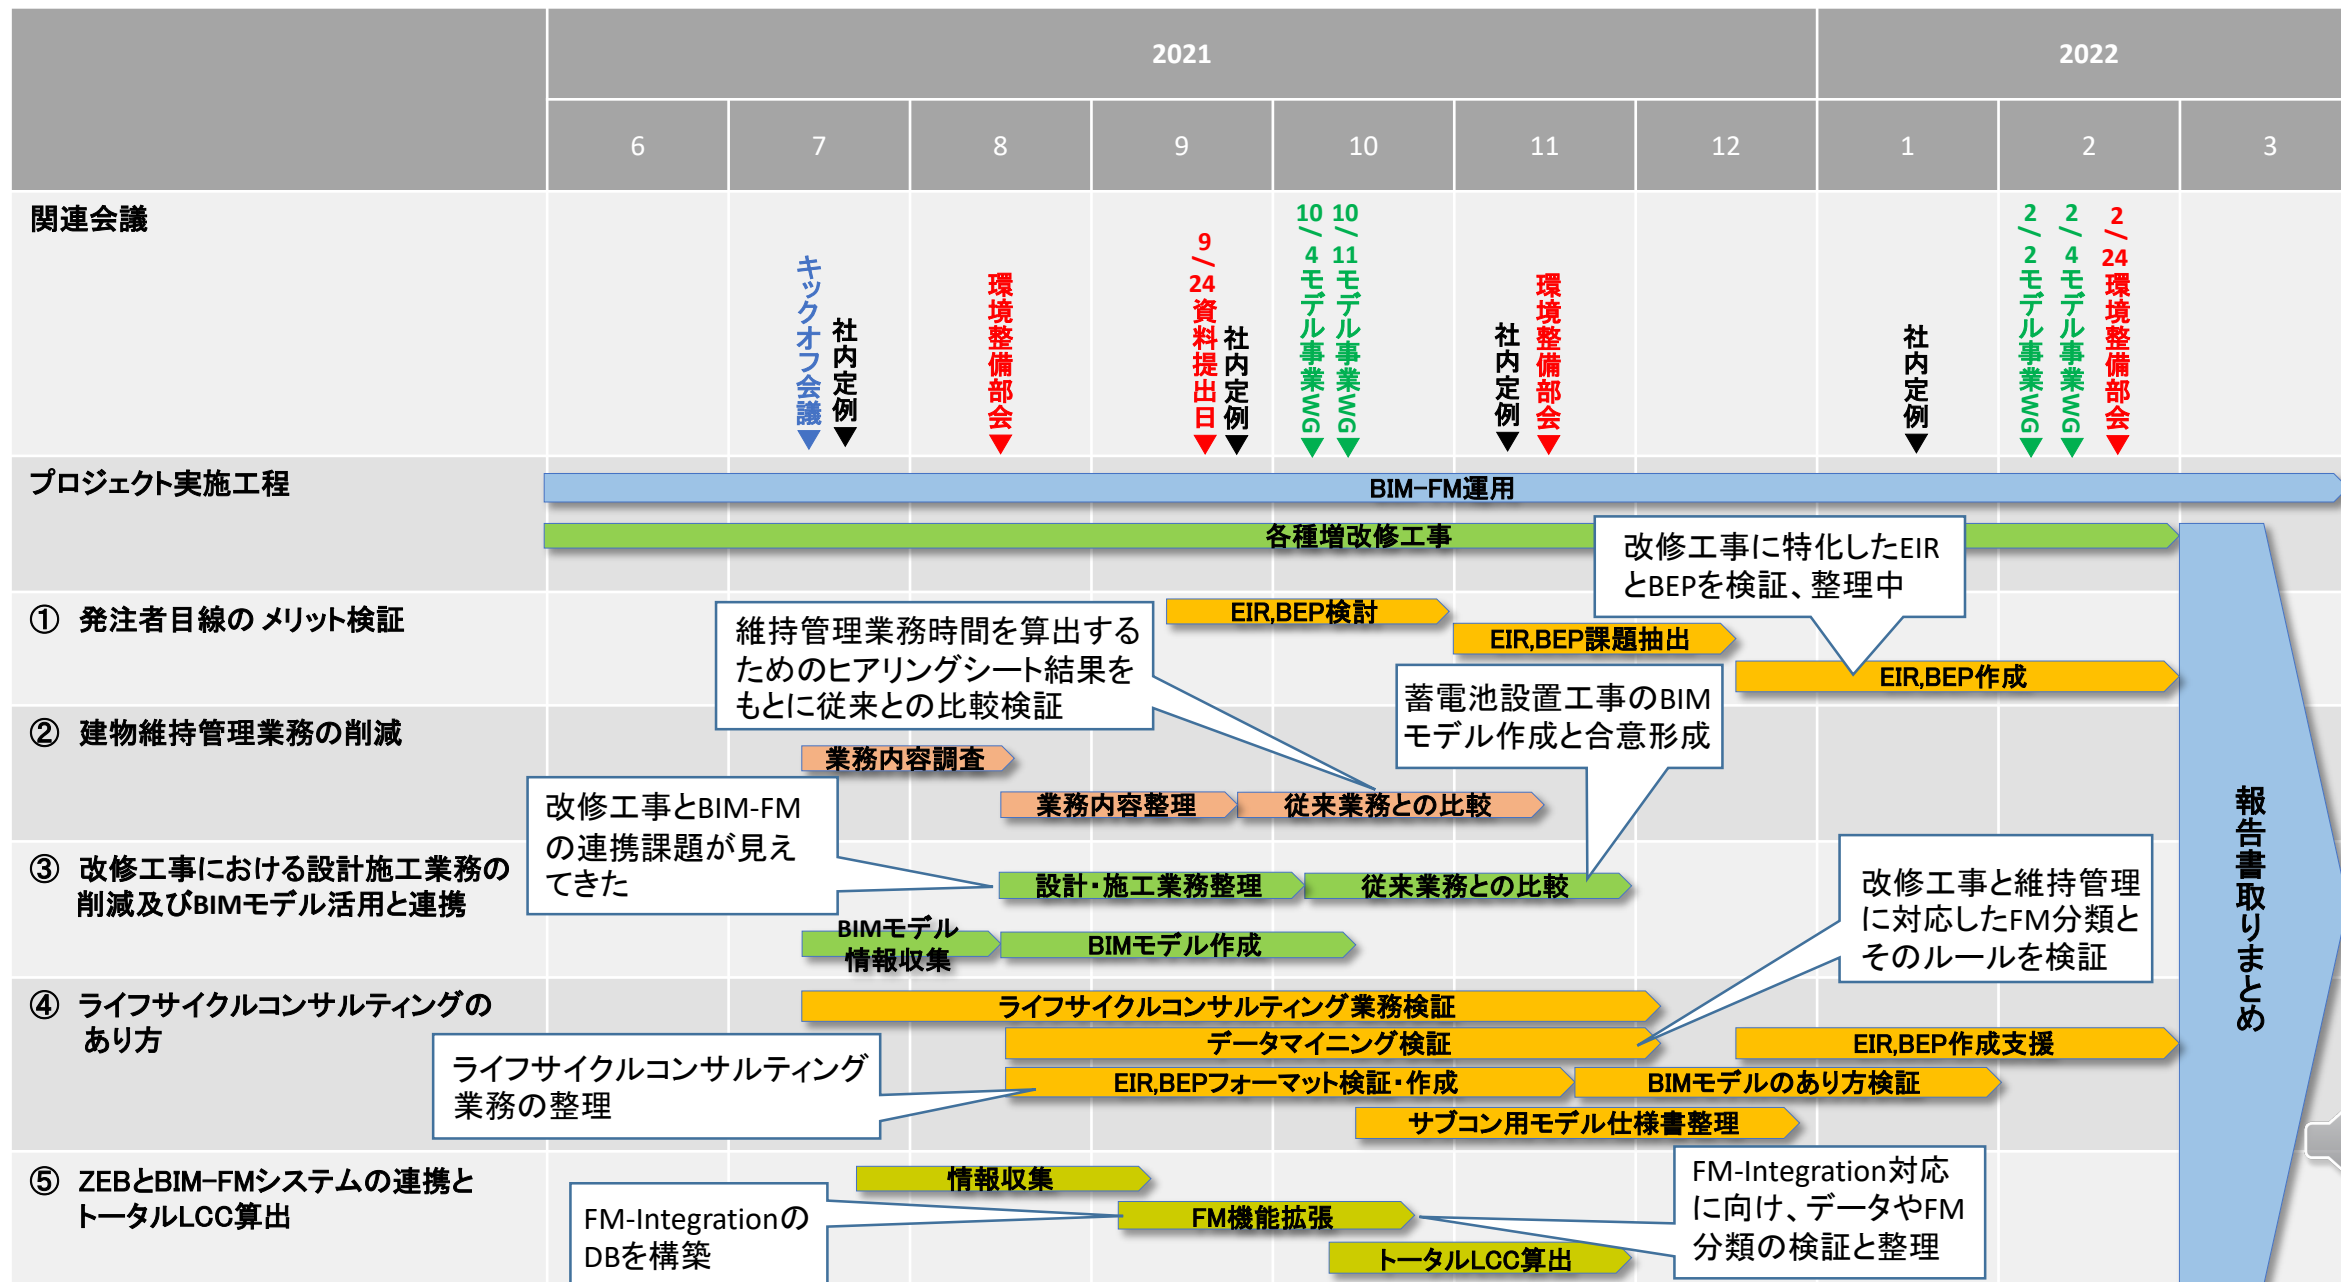 2021
2022
6
7
8
9
10
11
12
1
2
3
関連会議
キックオフ会議
社内定例
環境整備部会
9/24資料提出日
社内定例
10/4モデル事業WG
10/11モデル事業WG
社内定例
環境整備部会
社内定例
2/2モデル事業WG
2/4モデル事業WG
2/24環境整備部会
プロジェクト実施工程
BIM-FM運用
各種増改修工事
改修工事に特化したEIR
とBEPを検証、整理中
① 発注者目線の メリット検証
EIR,BEP検討
EIR,BEP課題抽出
EIR,BEP作成
維持管理業務時間を算出する
ためのヒアリングシート結果を
もとに従来との比較検証
蓄電池設置工事のBIM
モデル作成と合意形成
② 建物維持管理業務の削減
業務内容調査
業務内容整理
従来業務との比較
改修工事とBIM-FM
の連携課題が見え
てきた
③ 改修工事における設計施工業務の
削減及びBIMモデル活用と連携
設計・施工業務整理
従来業務との比較
BIMモデル
情報収集
BIMモデル作成
改修工事と維持管理
に対応したFM分類と
そのルールを検証
報告書取りまとめ
④ ライフサイクルコンサルティングの
あり方
ライフサイクルコンサルティング業務検証
データマイニング検証
EIR,BEP作成支援
ライフサイクルコンサルティング
業務の整理
EIR,BEPフォーマット検証・作成
BIMモデルのあり方検証
サブコン用モデル仕様書整理
⑤ ZEBとBIM-FMシステムの連携と
トータルLCC算出
情報収集
FM-Integrationの
DBを構築
FM機能拡張
トータルLCC算出
FM-Integration対応
に向け、データやFM
分類の検証と整理